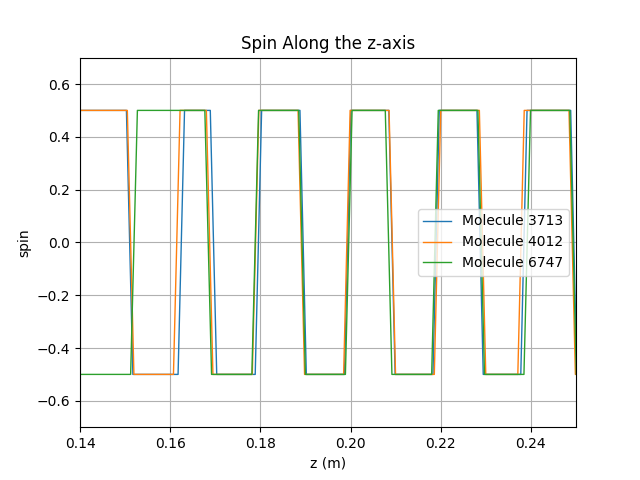 Spin Along the z-axis
spin
0.6
0.4
0.2
0.0
−0.2
−0.4
−0.6
Molecule 3713
Molecule 4012
Molecule 6747
0.14 0.16 0.18 0.20 0.22 0.24
z (m)